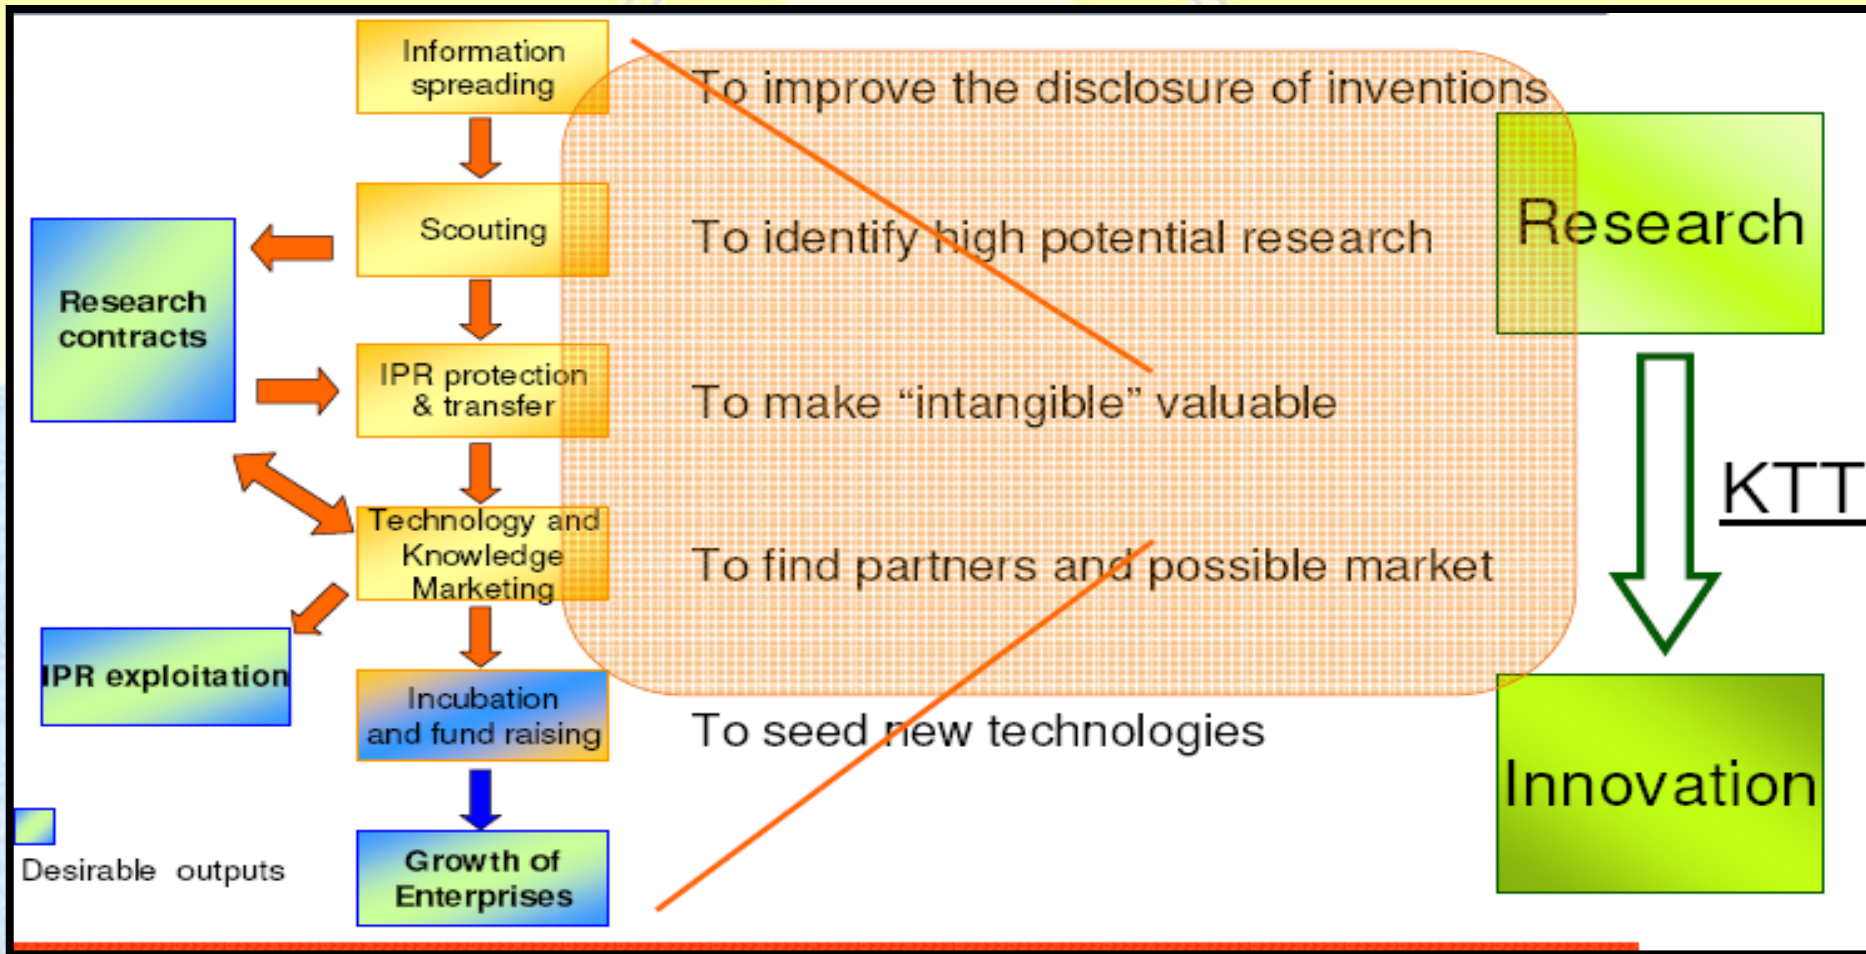 Information
spreading
To improve the disclosure of inventions
Scouting
To identify high potential research
Research
Research
contracts
IPR protection
& transfer
To make “intangible” valuable
KTT
Technology and
Knowledge
Marketing
To find partners and possible market
IPR exploitation
Incubation
and fund raising
To seed new technologies
Innovation
Desirable outputs
Growth of
Enterprises